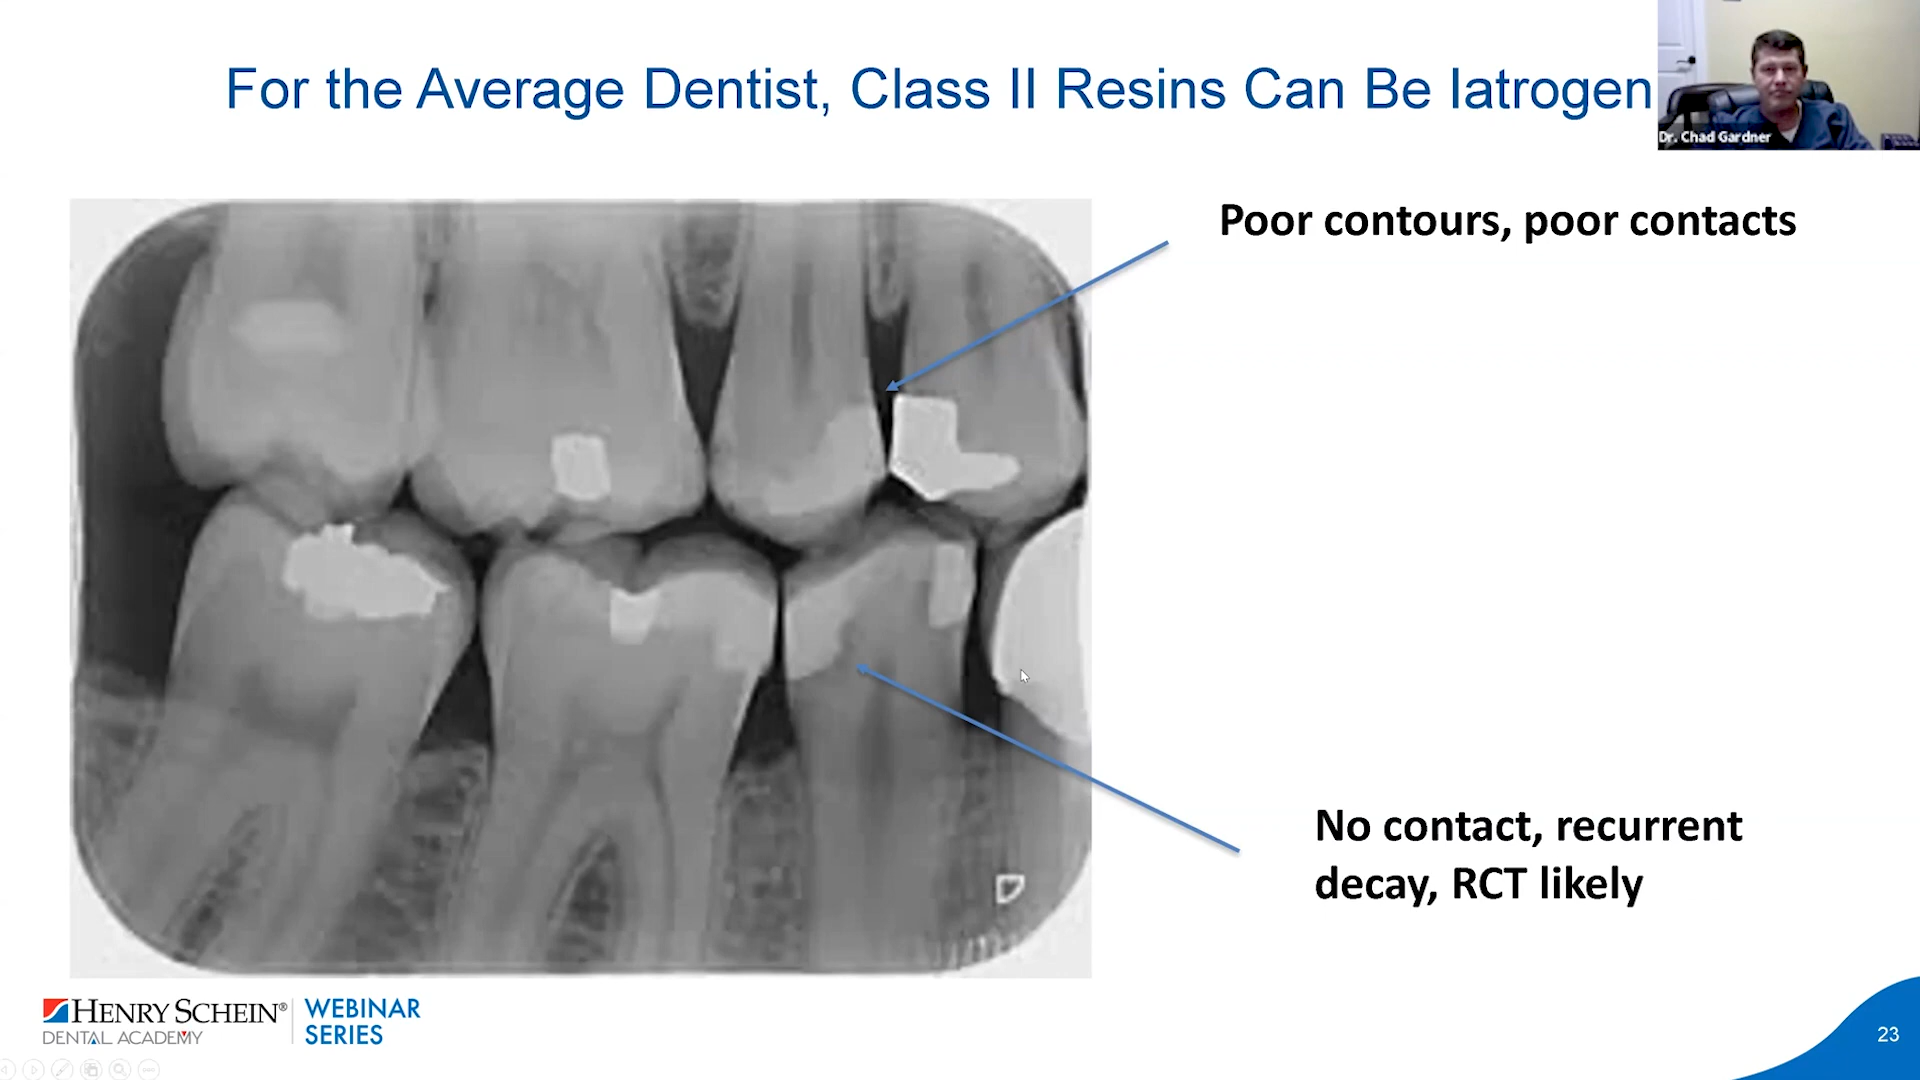 For the Average Dentist, Class II Resins Can Be Iatrogen
Dr. Chad Gardner
Poor contours, poor contacts
No contact, recurrent
decay, RCT likely
HENRY SCHEIN®
DENTAL ACADEMY
WEBINAR
SERIES
23